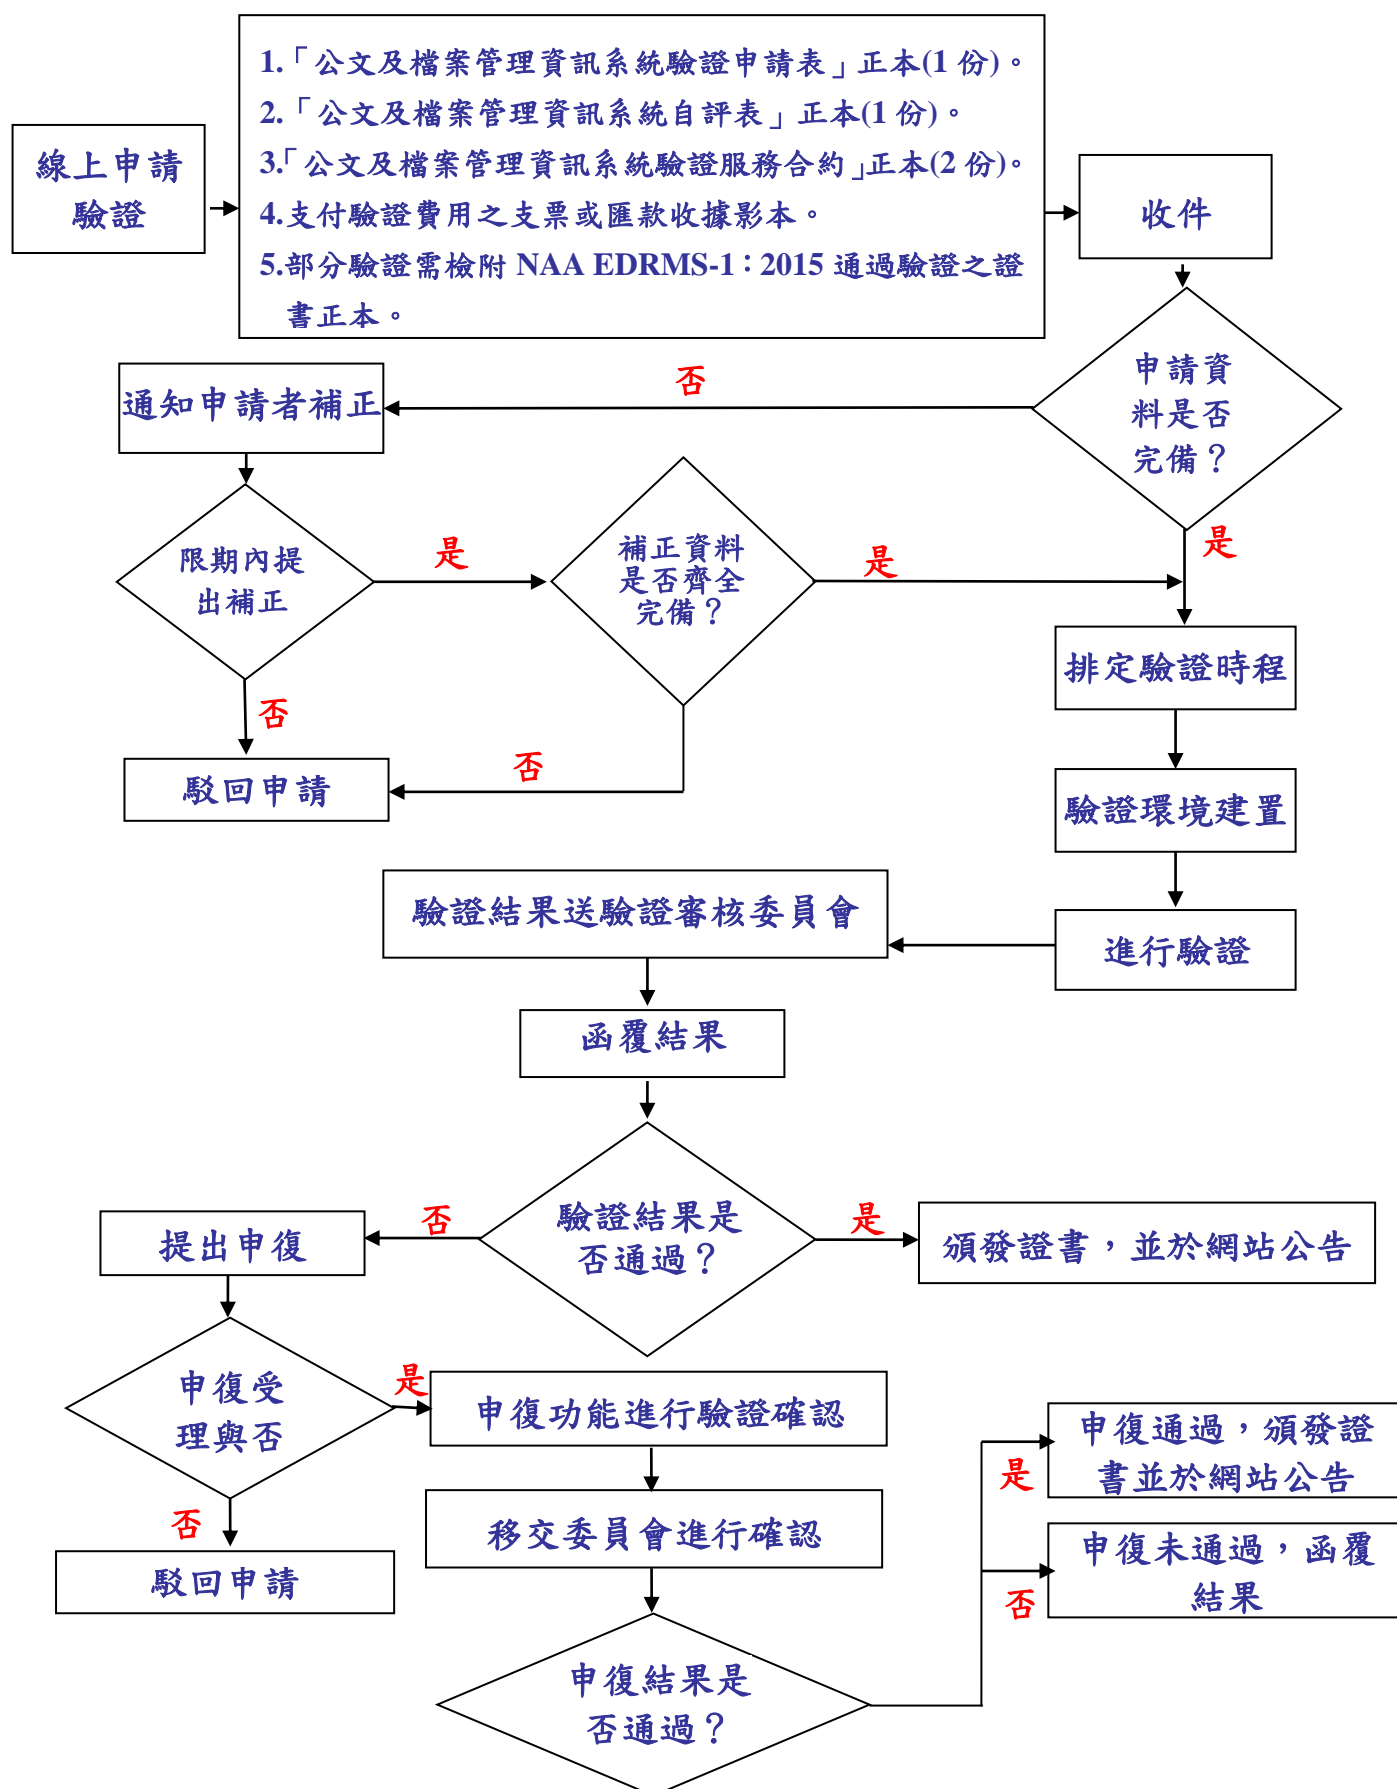 線上申請
驗證
1.「公文及檔案管理資訊系統驗證申請表」正本(1 份)。
2.「公文及檔案管理資訊系統自評表」正本(1 份)。
3.「公文及檔案管理資訊系統驗證服務合約」正本(2 份)。
4.支付驗證費用之支票或匯款收據影本。
5.部分驗證需檢附 NAA EDRMS-1：2015 通過驗證之證
書正本。
收件
申請資
料是否
完備？
否
通知申請者補正
是
限期內提
出補正
是
補正資料
是否齊全
完備？
是
排定驗證時程
否
駁回申請
否
驗證環境建置
進行驗證
驗證結果送驗證審核委員會
函覆結果
驗證結果是
否通過？
否
提出申復
是
頒發證書，並於網站公告
申復受
理與否
是
申復功能進行驗證確認
否
駁回申請
移交委員會進行確認
申復結果是
否通過？
是
申復通過，頒發證
書並於網站公告
否
申復未通過，函覆
結果